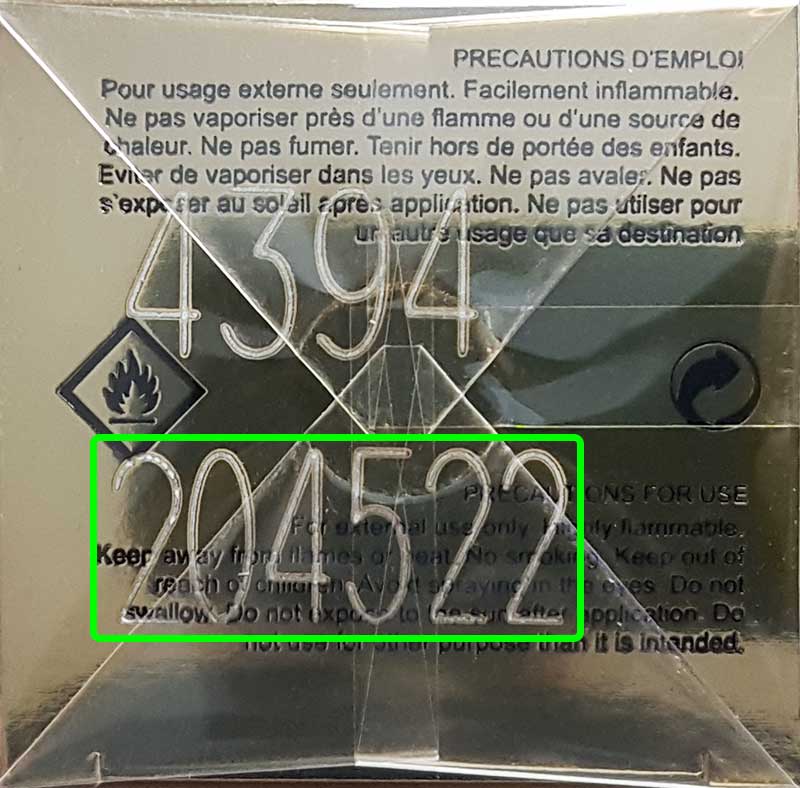 PRECAUTIONS D'EMPLOI
Pour usage externe seulement. Facilement inflammable.
Ne pas vaporiser près d'une flamme ou d'une source de
chaleur. Ne pas fumer. Tenir hors de portée des enfants.
Eviter de vaporiser dans les yeux. Ne pas avaler. Ne pas
s'exposer au soleil après application. Ne pas utilser pour
un autre usage que sa destination
4394
204522
PRECAUTIONS FOR USE
For external use only. Highly flammable.
Keep away from flames or heat. No smoking. Keep out of
reach of children. Avoid spraying in the eyes. Do not
swallow. Do not expose to the sun after application. Do
not use for other purpose than it is intended.